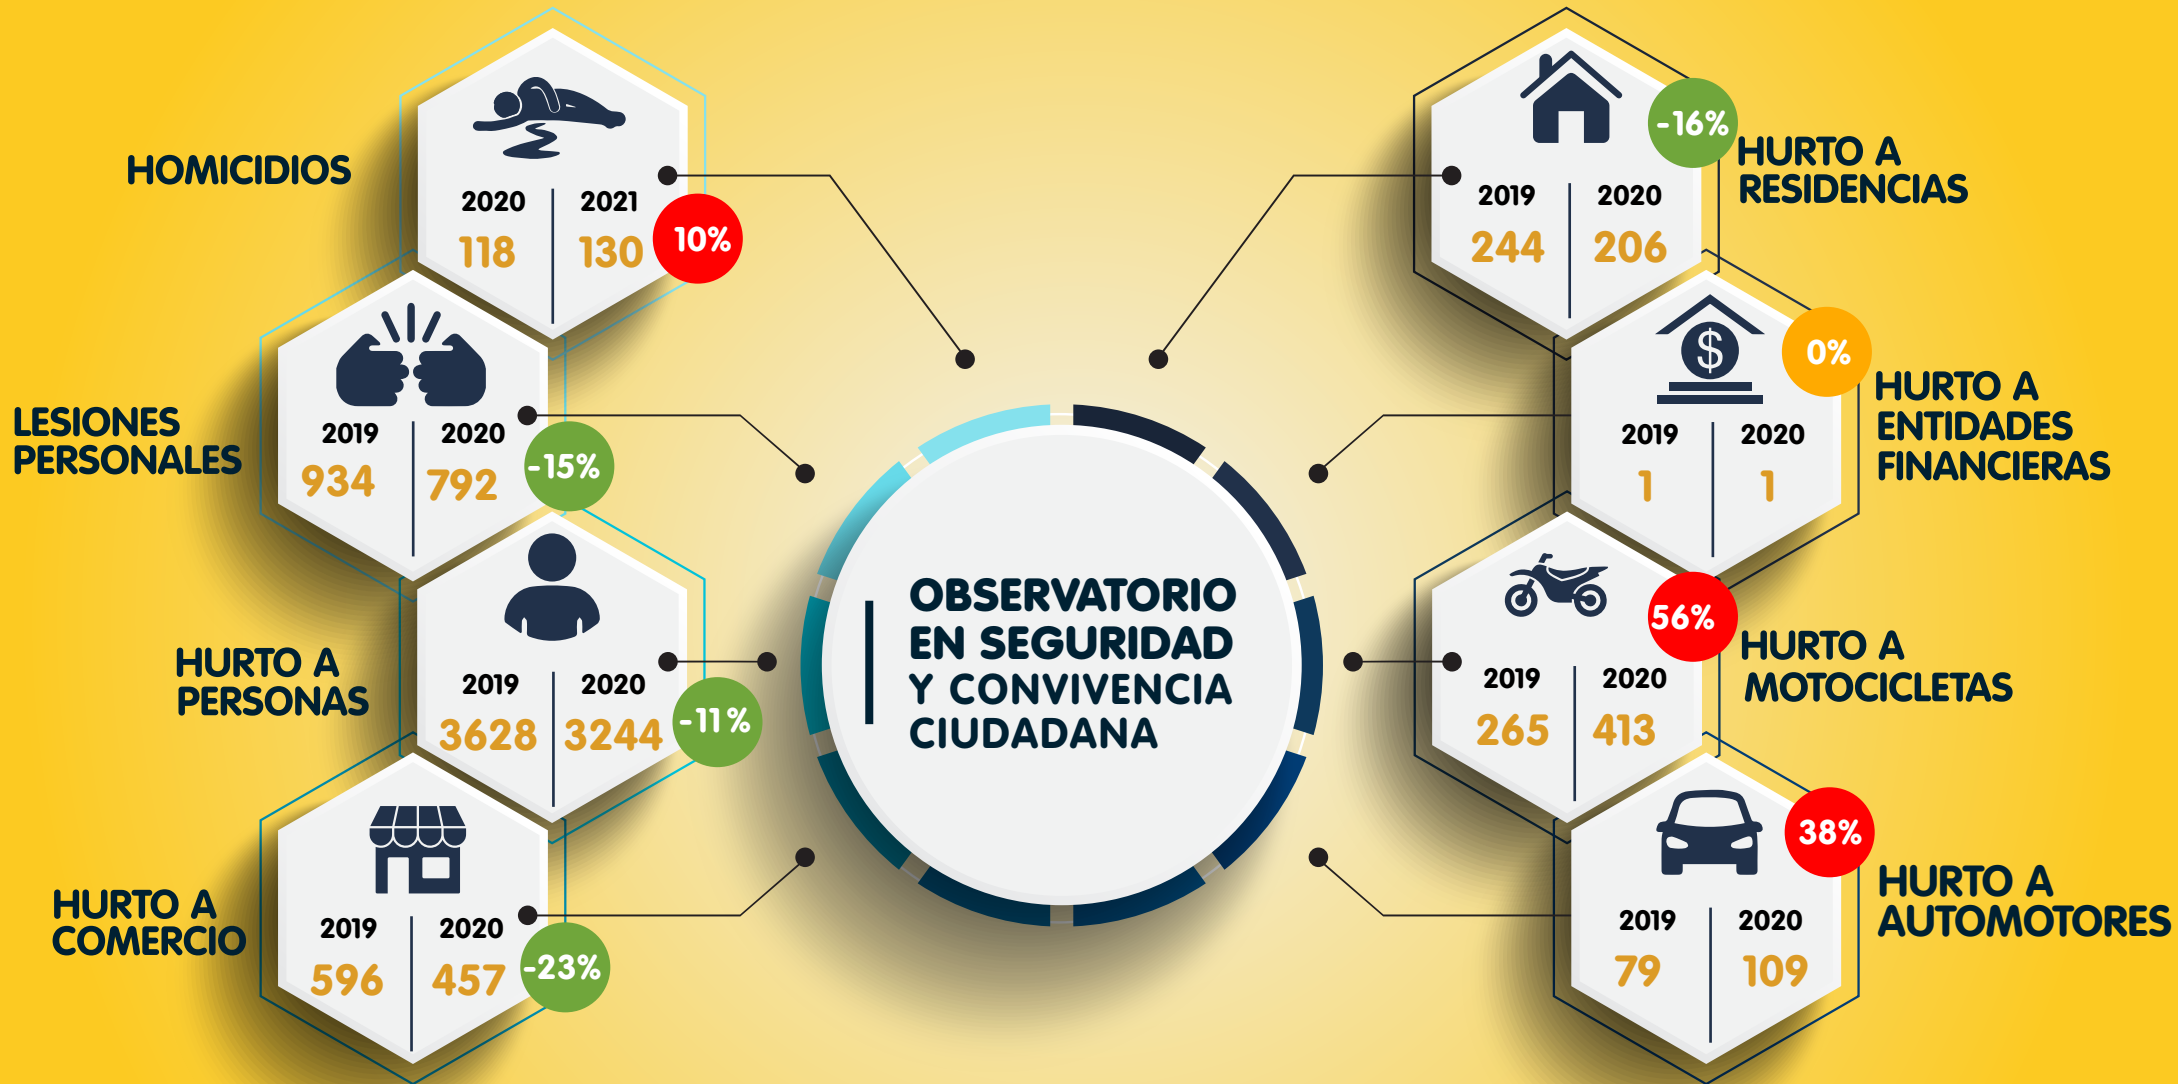 HOMICIDIOS
2020 2021
118 130
10%
LESIONES
PERSONALES
2019 2020
934 792
-15%
HURTO A
PERSONAS
2019 2020
3628 3244
-11%
HURTO A
COMERCIO
2019 2020
596 457
-23%
OBSERVATORIO
EN SEGURIDAD
Y CONVIVENCIA
CIUDADANA
-16%
HURTO A
RESIDENCIAS
2019 2020
244 206
$
0%
HURTO A
ENTIDADES
FINANCIERAS
2019 2020
1 1
56%
HURTO A
MOTOCICLETAS
2019 2020
265 413
38%
HURTO A
AUTOMOTORES
2019 2020
79 109